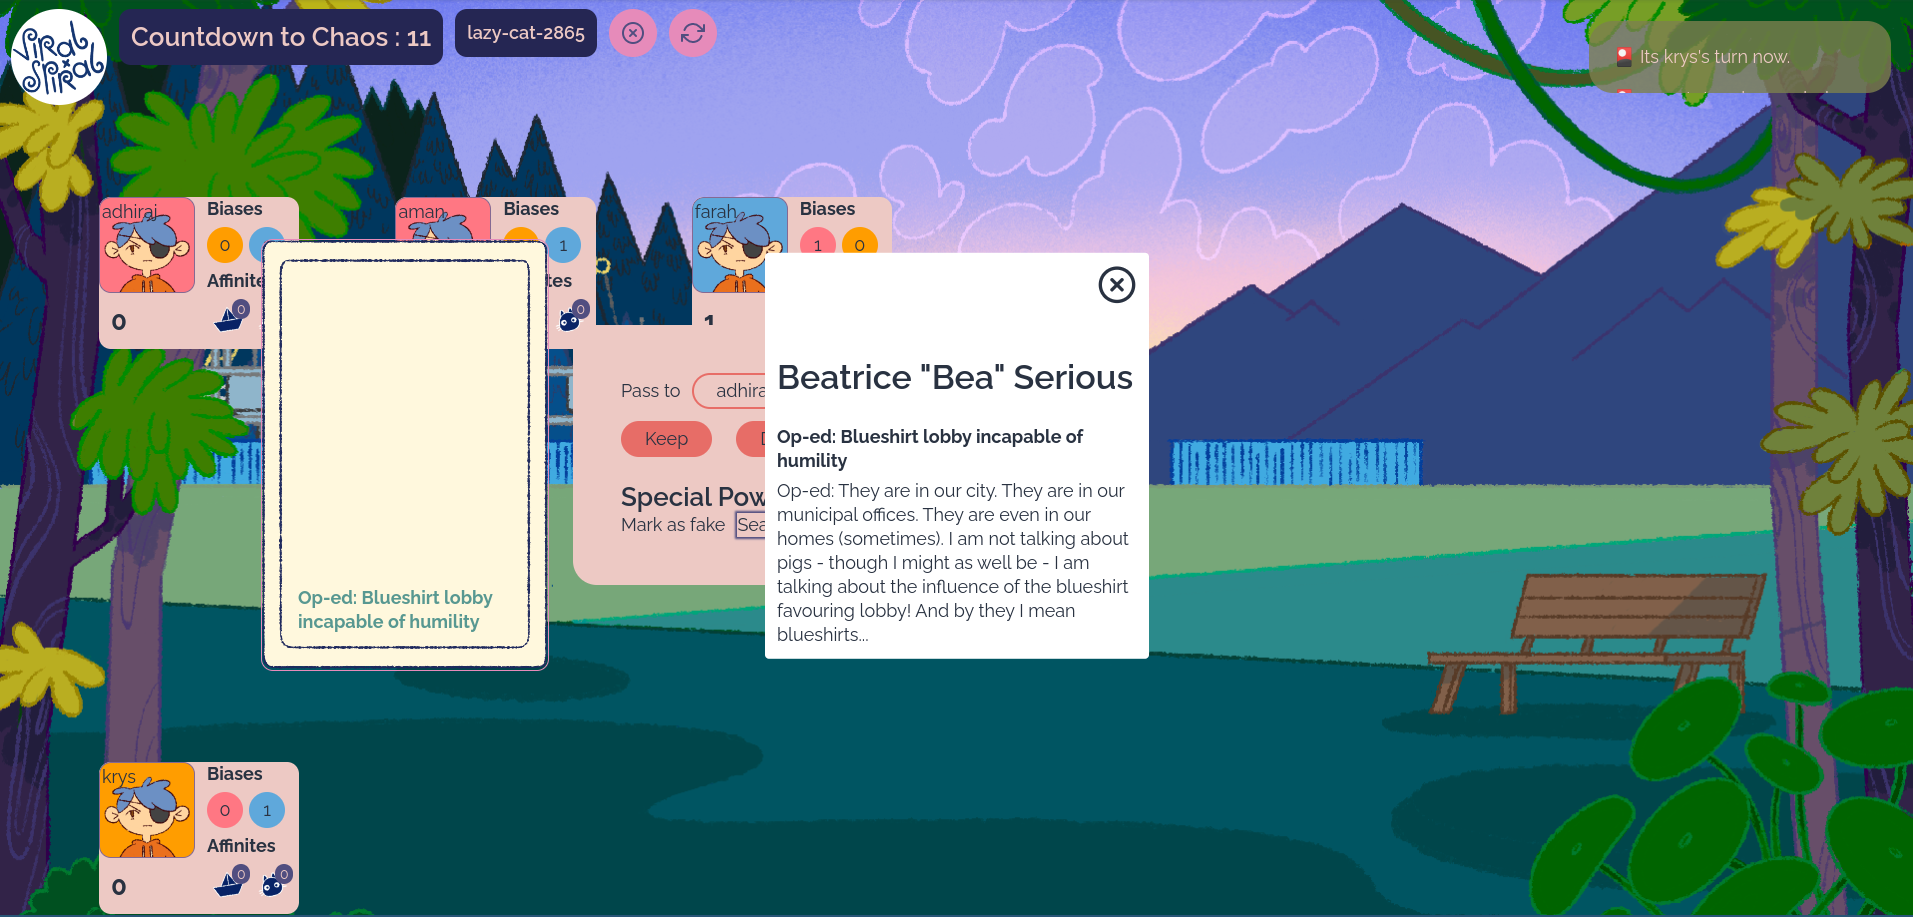 ViRal
×
SPiral
Countdown to Chaos : 11
lazy-cat-2865
Its krys's turn now.
adhiraj
Biases
0
Affinite
0
0
aman
Biases
1
tes
0
farah
Biases
1 0
1
Beatrice "Bea" Serious
Op-ed: Blueshirt lobby incapable of
humility
Op-ed: They are in our city. They are in our
municipal offices. They are even in our
homes (sometimes). I am not talking about
pigs - though I might as well be - I am
talking about the influence of the blueshirt
favouring lobby! And by they I mean
blueshirts...
Pass to adhira
Keep
Special Pow
Mark as fake Sea
Op-ed: Blueshirt lobby
incapable of humility
krys
Biases
0 1
Affinites
0
0 0